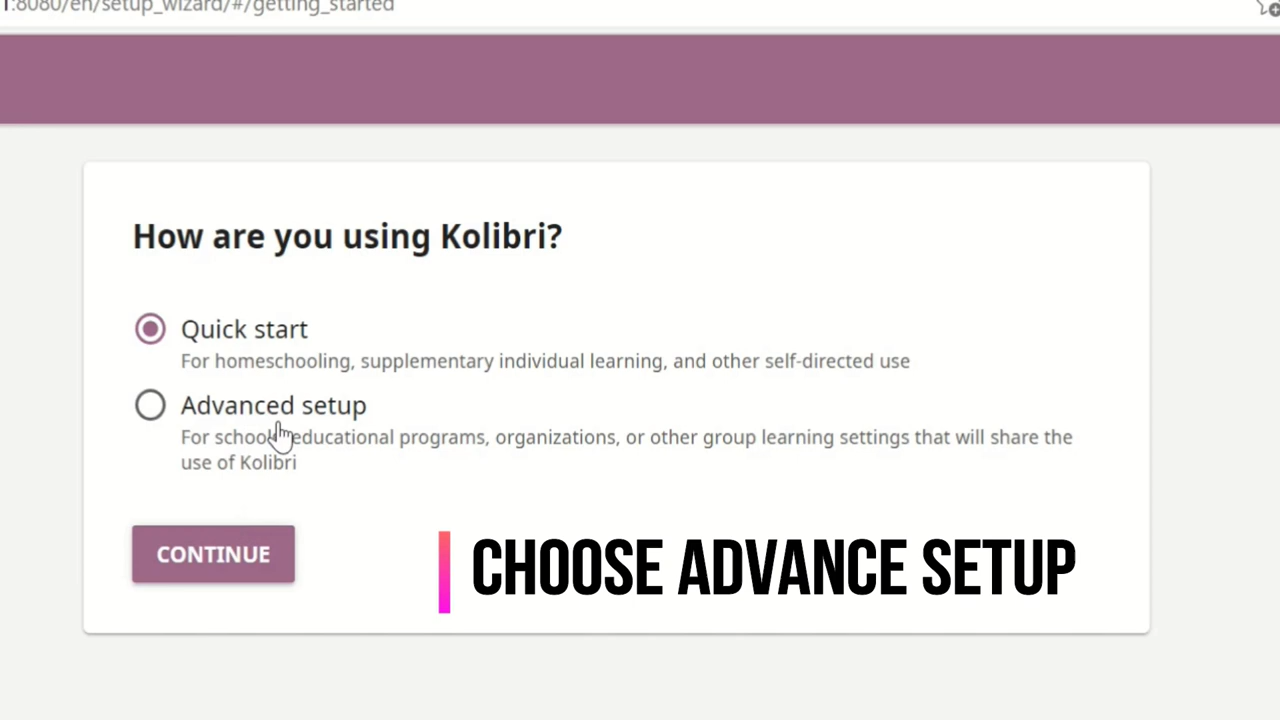 1:8080/en/setup_wizard/#/getting_started
How are you using Kolibri?
Quick start
For homeschooling, supplementary individual learning, and other self-directed use
Advanced setup
For school educational programs, organizations, or other group learning settings that will share the
use of Kolibri
CONTINUE
CHOOSE ADVANCE SETUP